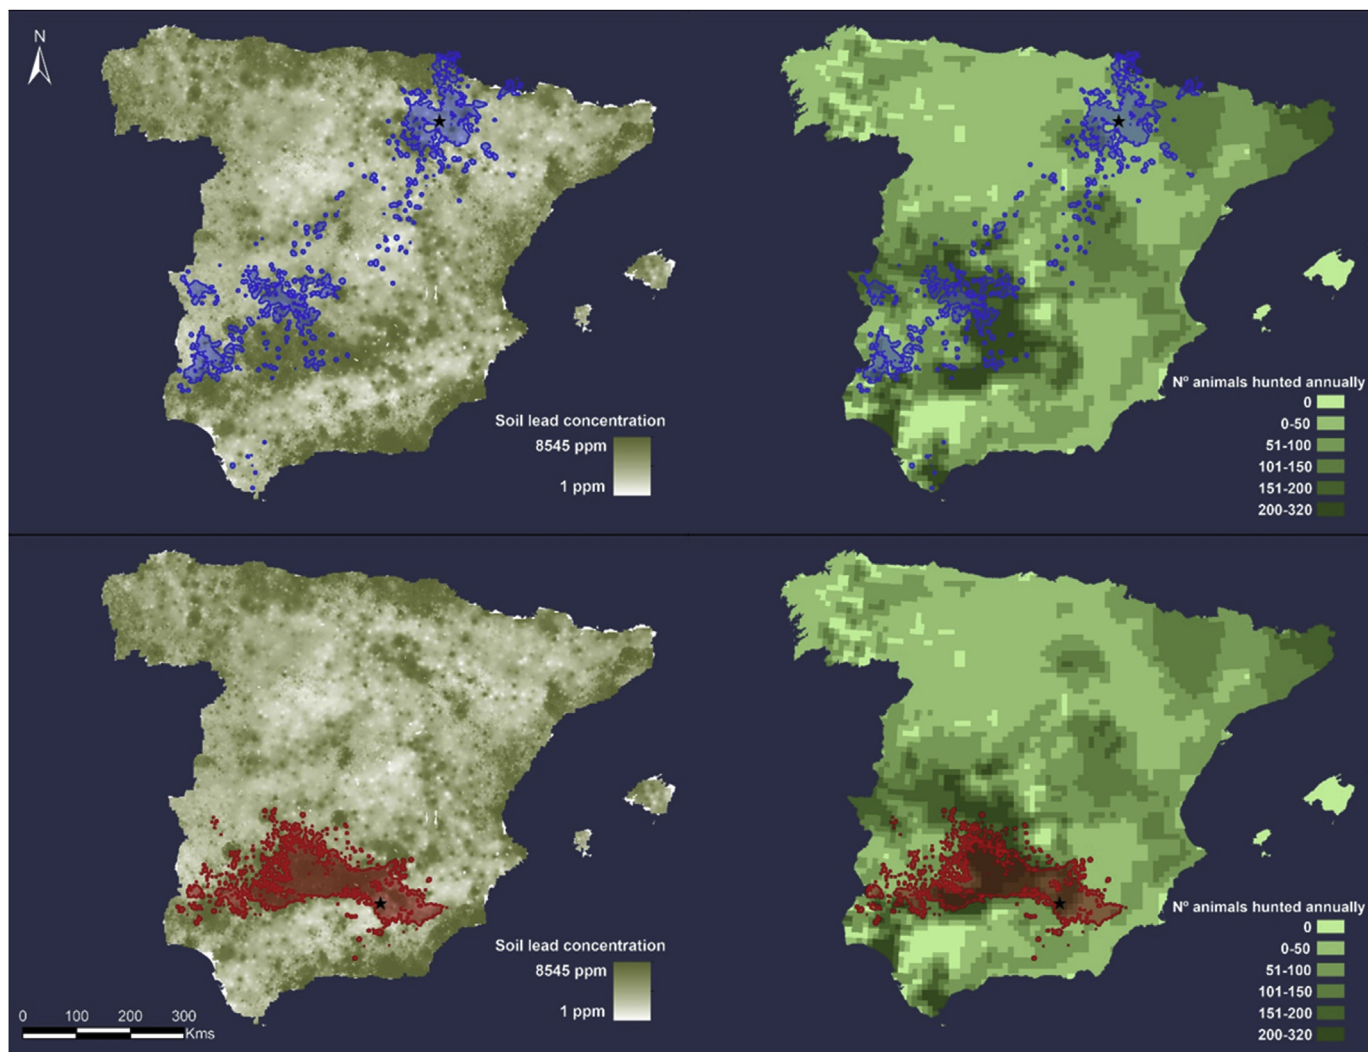 N
Soil lead concentration
8545 ppm
1 ppm
Nº animals hunted annually
0
0-50
51-100
101-150
151-200
200-320
Soil lead concentration
8545 ppm
1 ppm
0 100 200 300
Kms
Nº animals hunted annually
0
0-50
51-100
101-150
151-200
200-320